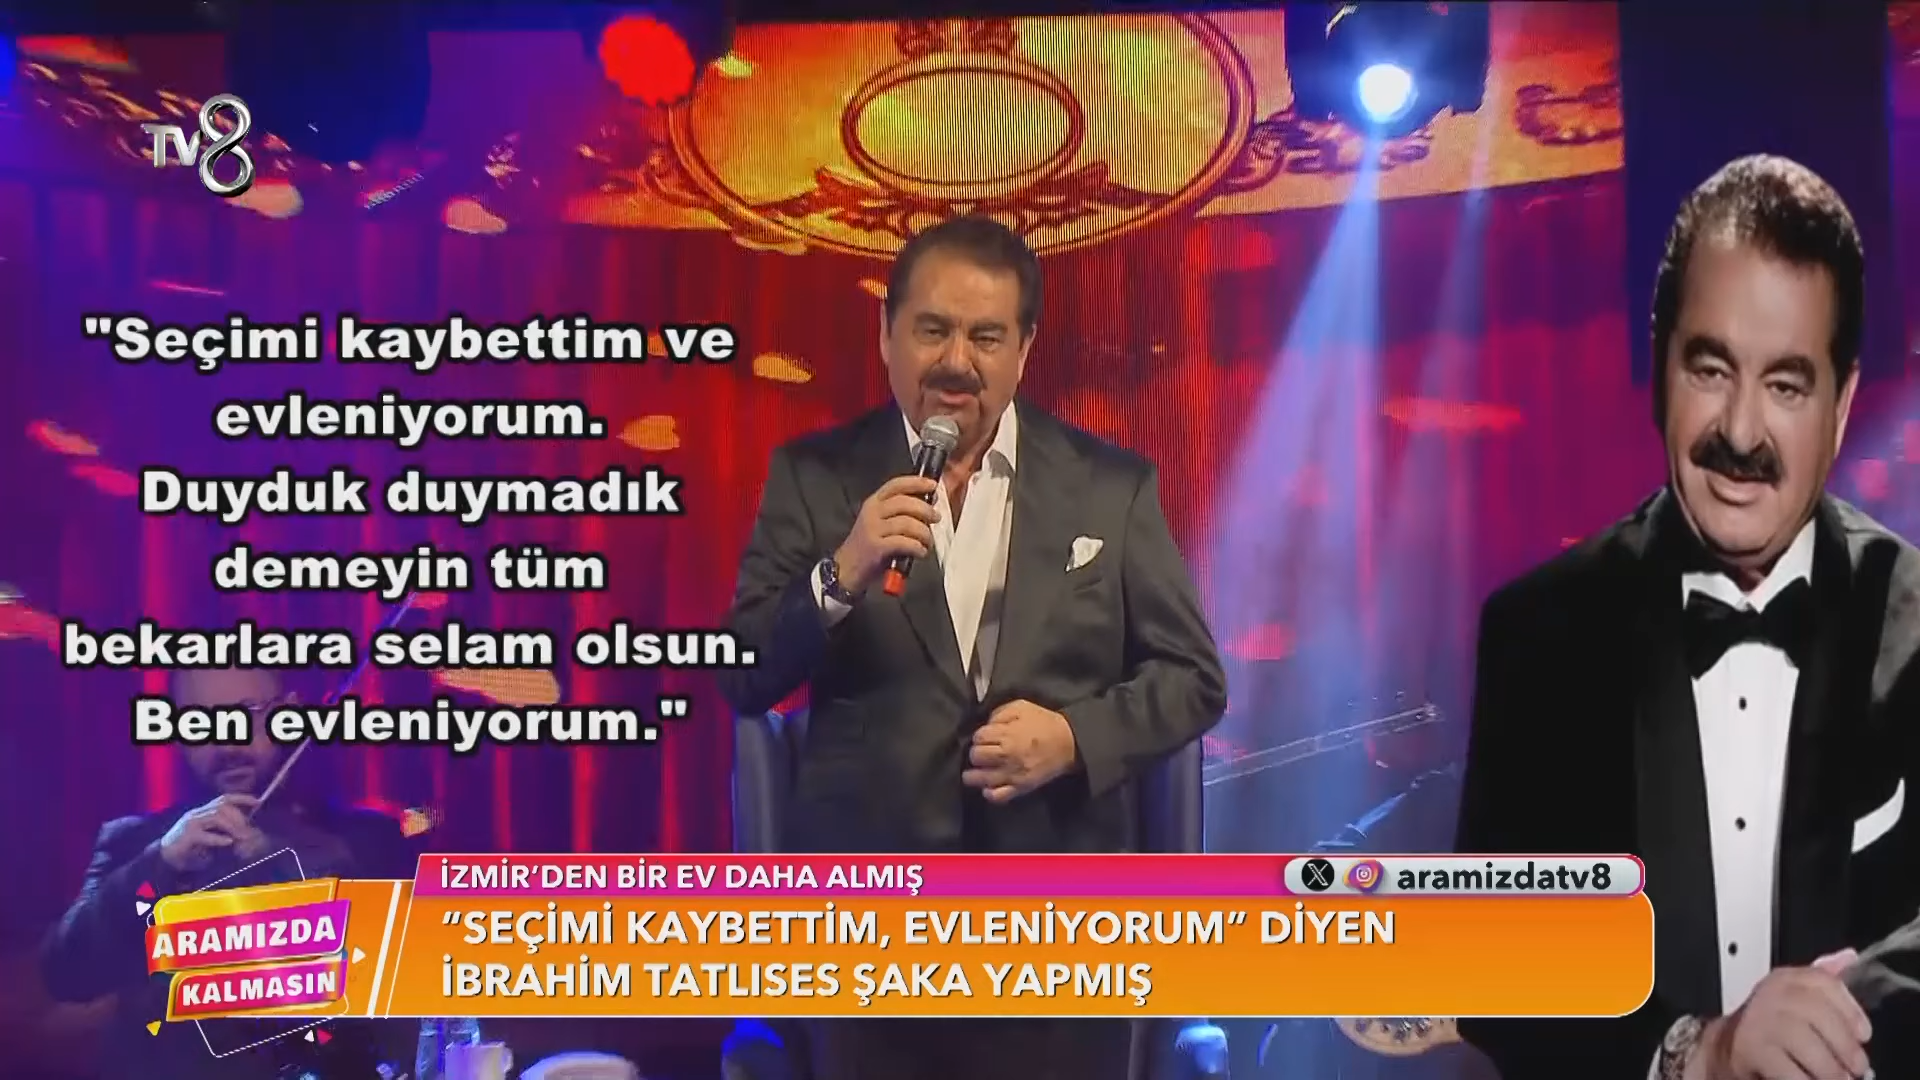 TV8
"Seçimi kaybettim ve
evleniyorum.
Duyduk duymadık
demeyin tüm
bekarlara selam olsun.
Ben evleniyorum."
İZMİR'DEN BİR EV DAHA ALMIŞ
aramizdatv8
ARAMIZDA
KALMASIN
"SEÇİMİ KAYBETTİM, EVLENİYORUM" DİYEN
İBRAHİM TATLISES ŞAKA YAPMIŞ